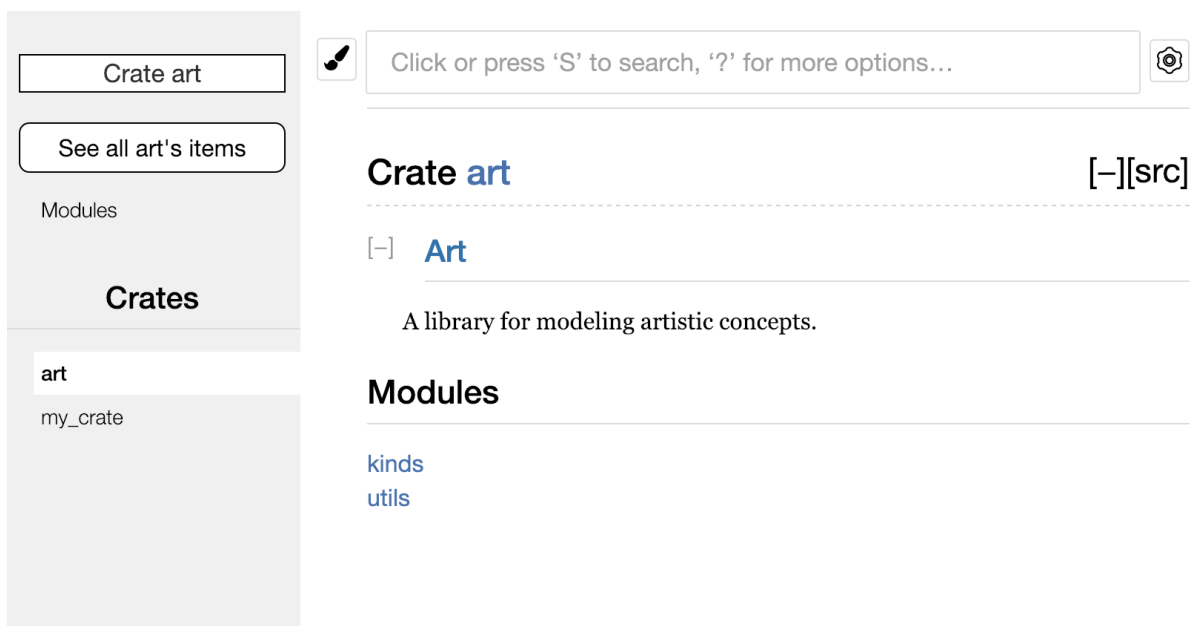 Crate art
See all art's items
Modules
Crates
art
my_crate
Click or press ‘S’ to search, ‘?’ for more options…
Crate art
[−][src]
[−]
Art
A library for modeling artistic concepts.
Modules
kinds
utils